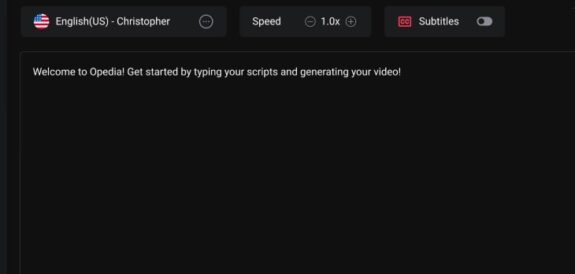 English(US) - Christopher
Speed
1.0x
CC Subtitles
Welcome to Opedia! Get started by typing your scripts and generating your video!